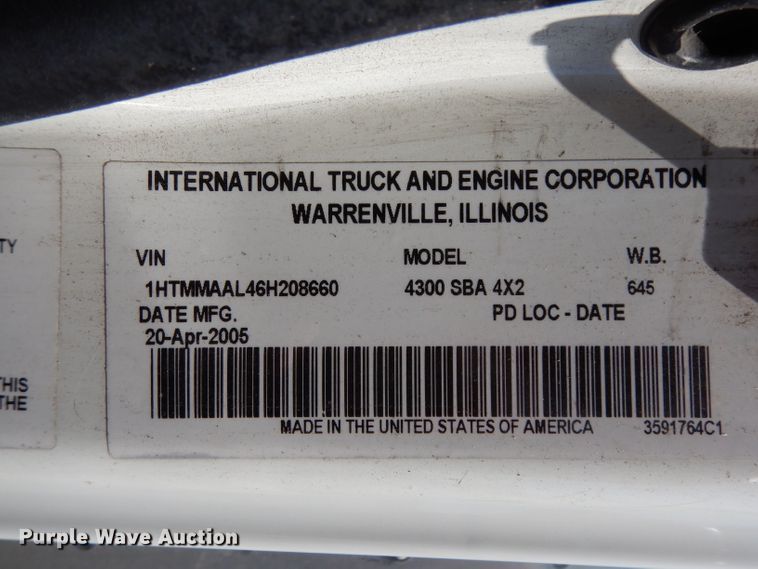 INTERNATIONAL TRUCK AND ENGINE CORPORATION
WARRENVILLE, ILLINOIS
VIN MODEL W.B.
1HTMMAAL46H208660 4300 SBA 4X2 645
DATE MFG. PD LOC - DATE
20-Apr-2005
MADE IN THE UNITED STATES OF AMERICA 3591764C1
TY
THIS
THE
Purple Wave Auction